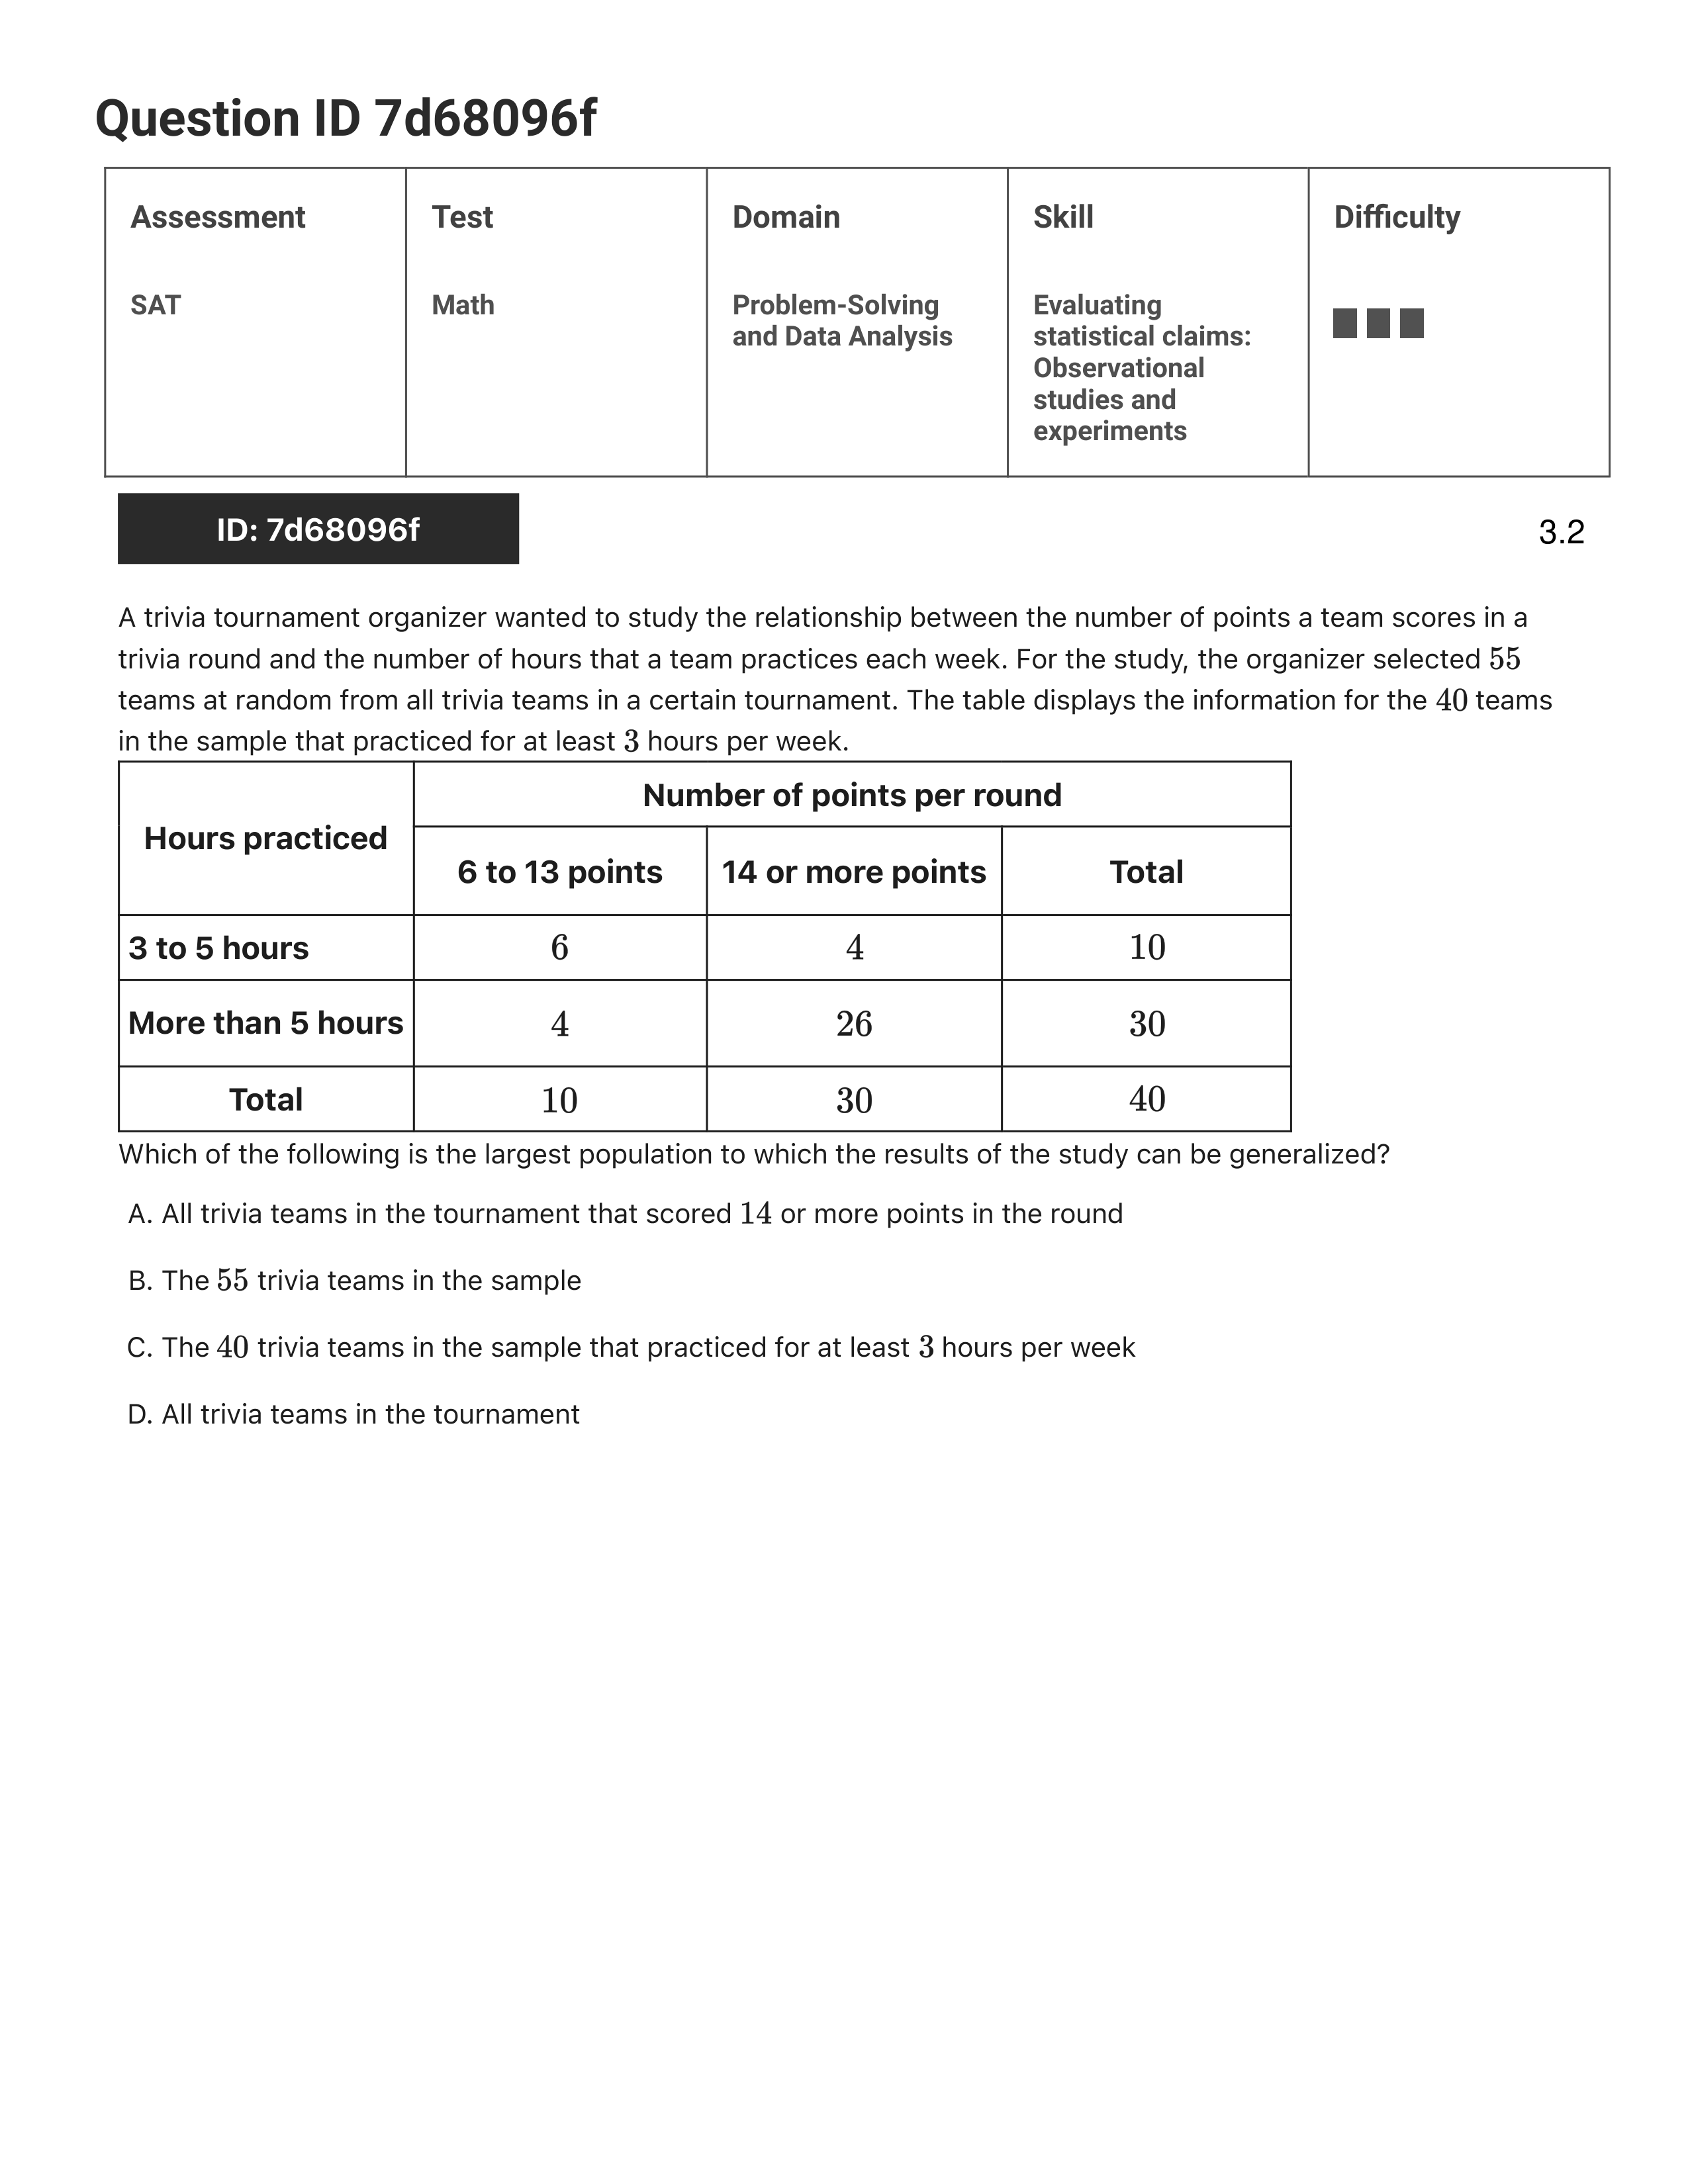 Question ID 7d68096f
Assessment
Test
Domain
Skill
Difficulty
SAT
Math
Problem-Solving
and Data Analysis
Evaluating
statistical claims:
Observational
studies and
experiments
ID: 7d68096f
3.2
A trivia tournament organizer wanted to study the relationship between the number of points a team scores in a
trivia round and the number of hours that a team practices each week. For the study, the organizer selected 55
teams at random from all trivia teams in a certain tournament. The table displays the information for the 40 teams
in the sample that practiced for at least 3 hours per week.
Hours practiced
Number of points per round
6 to 13 points
14 or more points
Total
3 to 5 hours
6
4
10
More than 5 hours
4
26
30
Total
10
30
40
Which of the following is the largest population to which the results of the study can be generalized?
A. All trivia teams in the tournament that scored 14 or more points in the round
B. The 55 trivia teams in the sample
C. The 40 trivia teams in the sample that practiced for at least 3 hours per week
D. All trivia teams in the tournament